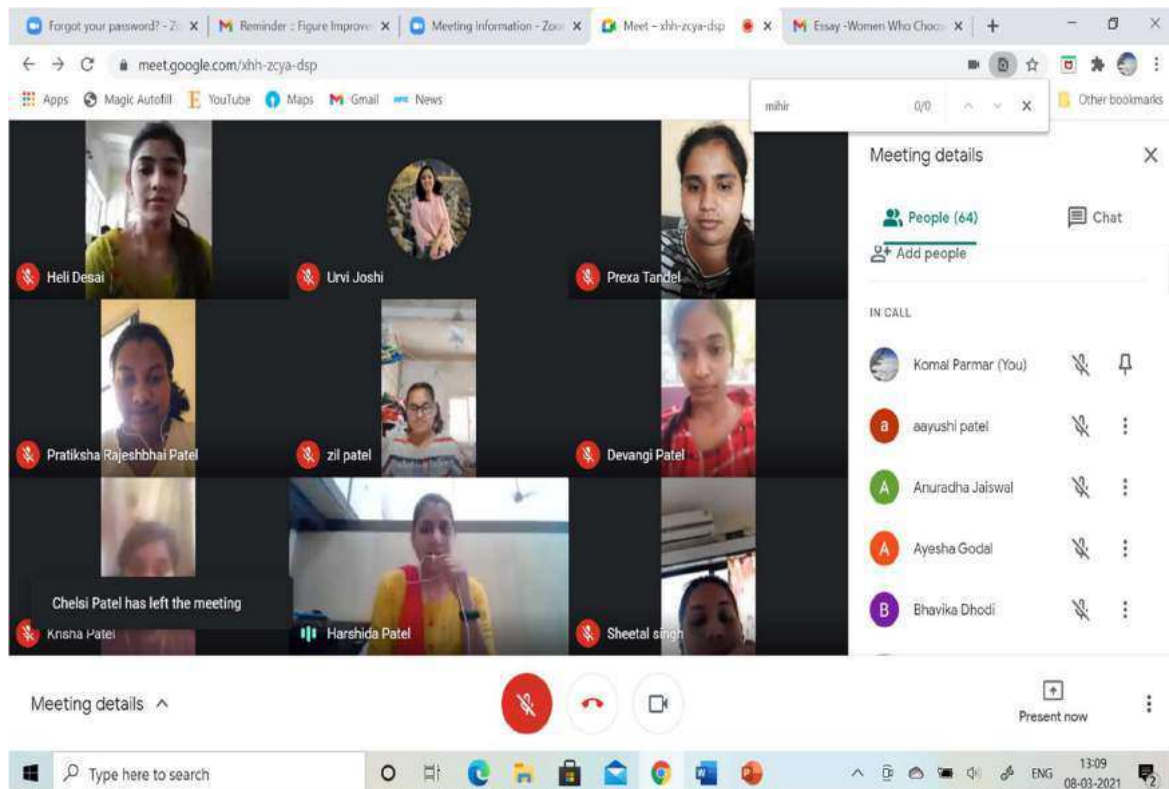 Forgot your password? - Zo
Reminder : Figure Improve
Meeting Information - Zoo
Meet – xhh-zcya-dsp
Essay -Women Who Choos
meet.google.com/xhh-zcya-dsp
Apps Magic Autofill YouTube Maps Gmail News
mihir 0/0
Other bookmarks
Heli Desai
Urvi Joshi
Prexa Tandel
Pratiksha Rajeshbhai Patel
zil patel
Devangi Patel
Chelsi Patel has left the meeting
Krisha Patel
Harshida Patel
Sheetal singh
Meeting details
People (64) Chat
Add people
IN CALL
Komal Parmar (You)
a aayushi patel
A Anuradha Jaiswal
A Ayesha Godal
B Bhavika Dhodi
Meeting details
Present now
Type here to search
ENG
13:09
08-03-2021
2